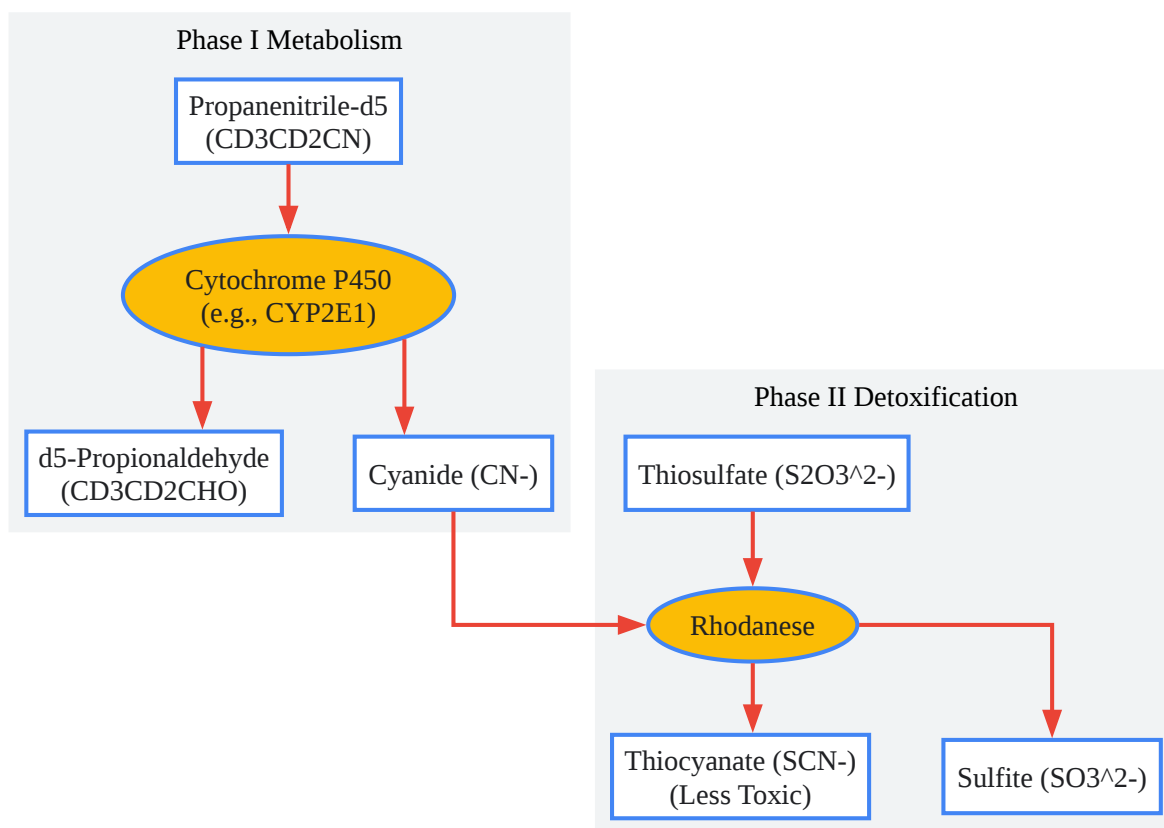 Phase I Metabolism
Propanenitrile-d5
(CD3CD2CN)
Cytochrome P450
(e.g., CYP2E1)
d5-Propionaldehyde
(CD3CD2CHO)
Cyanide (CN-)
Phase II Detoxification
Thiosulfate (S2O3^2-)
Rhodanese
Thiocyanate (SCN-)
(Less Toxic)
Sulfite (SO3^2-)